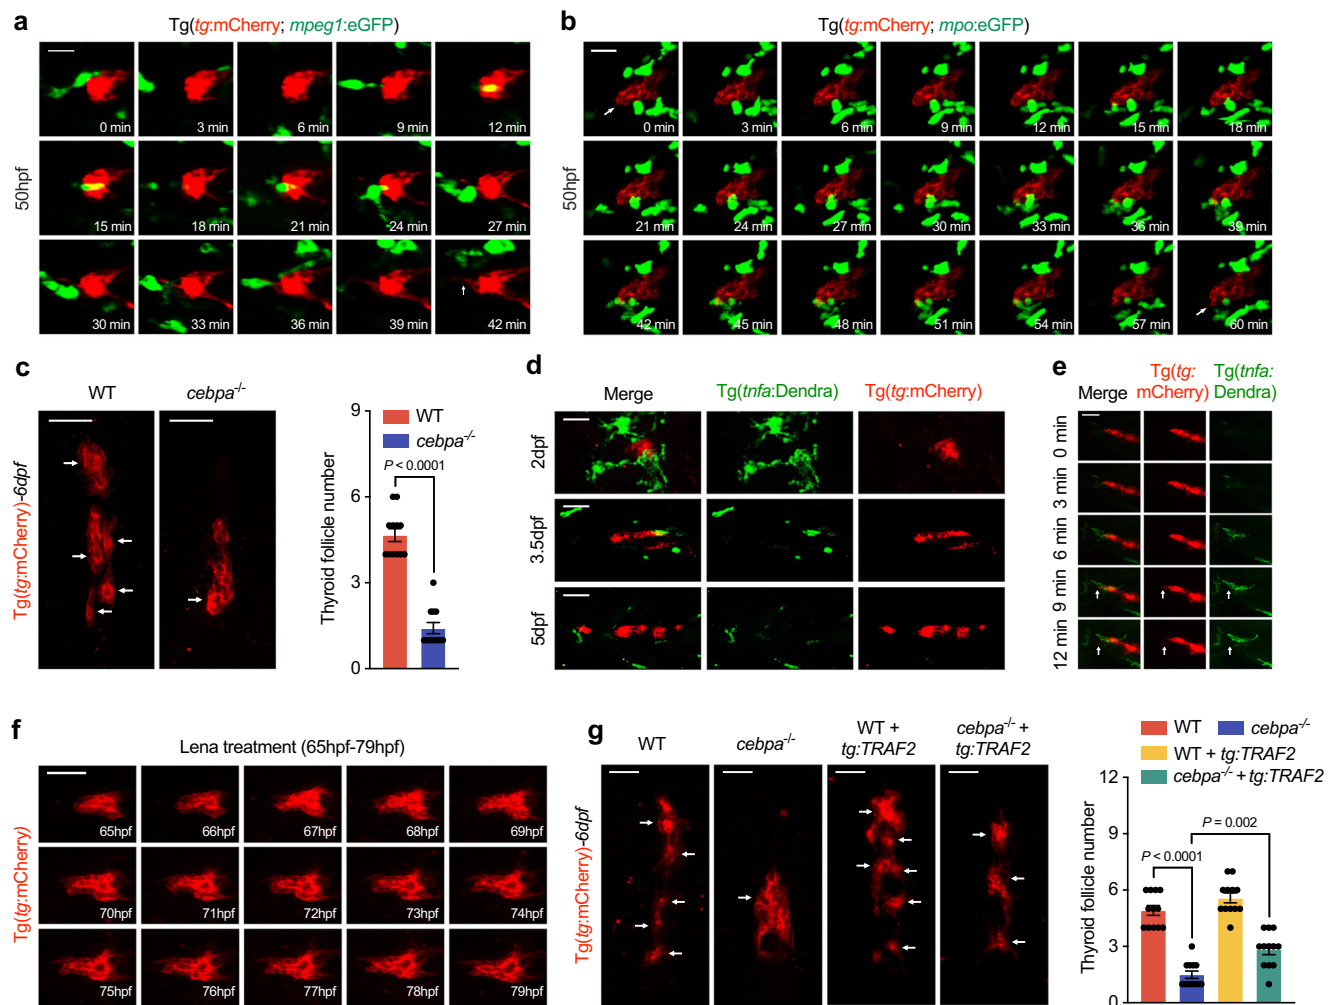 a
Tg(tg:mCherry; mpeg1:eGFP)
50hpf
0 min 3 min 6 min 9 min 12 min
15 min 18 min 21 min 24 min 27 min
30 min 33 min 36 min 39 min 42 min
b
Tg(tg:mCherry; mpo:eGFP)
50hpf
0 min 3 min 6 min 9 min 12 min 15 min 18 min
21 min 24 min 27 min 30 min 33 min 36 min 39 min
42 min 45 min 48 min 51 min 54 min 57 min 60 min
c
WT cebpa-/-
Tg(tg:mCherry)-6dpf
Thyroid follicle number
9
6
3
0
WT
cebpa-/-
P < 0.0001
d
Merge Tg(tnfa:Dendra) Tg(tg:mCherry)
2dpf
3.5dpf
5dpf
e
Merge
Tg(tg:
mCherry)
Tg(tnfa:
Dendra)
0 min
3 min
6 min
9 min
12 min
f
Lena treatment (65hpf-79hpf)
Tg(tg:mCherry)
65hpf 66hpf 67hpf 68hpf 69hpf
70hpf 71hpf 72hpf 73hpf 74hpf
75hpf 76hpf 77hpf 78hpf 79hpf
g
WT
cebpa-/-
WT +
tg:TRAF2
cebpa-/- +
tg:TRAF2
Tg(tg:mCherry)-6dpf
WT cebpa-/-
WT + tg:TRAF2
cebpa-/- + tg:TRAF2
Thyroid follicle number
12
9
6
3
0
P < 0.0001
P = 0.002